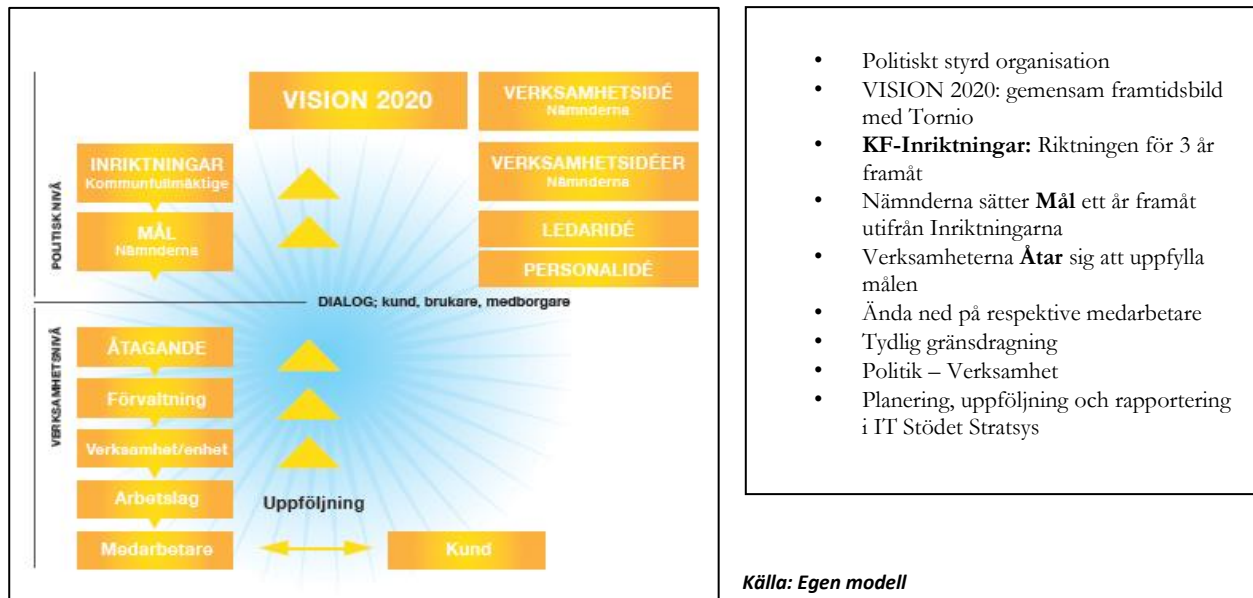 POLITISK NIVÅ
VISION 2020
VERKSAMHETSIDÉ
Nämnderna
INRIKTNINGAR
Kommunfullmäktige
VERKSAMHETSIDÉER
Nämnderna
MÅL
Nämnderna
LEDARIDÉ
PERSONALIDÉ
DIALOG; kund, brukare, medborgare
VERKSAMHETSNIVÅ
ÅTAGANDE
Förvaltning
Verksamhet/enhet
Arbetslag
Uppföljning
Medarbetare
Kund
• Politiskt styrd organisation
• VISION 2020: gemensam framtidsbild
med Tornio
• KF-Inriktningar: Riktningen för 3 år
framåt
• Nämnderna sätter Mål ett år framåt
utifrån Inriktningarna
• Verksamheterna Åtar sig att uppfylla
målen
• Ända ned på respektive medarbetare
• Tydlig gränsdragning
• Politik – Verksamhet
• Planering, uppföljning och rapportering
i IT Stödet Stratsys
Källa: Egen modell